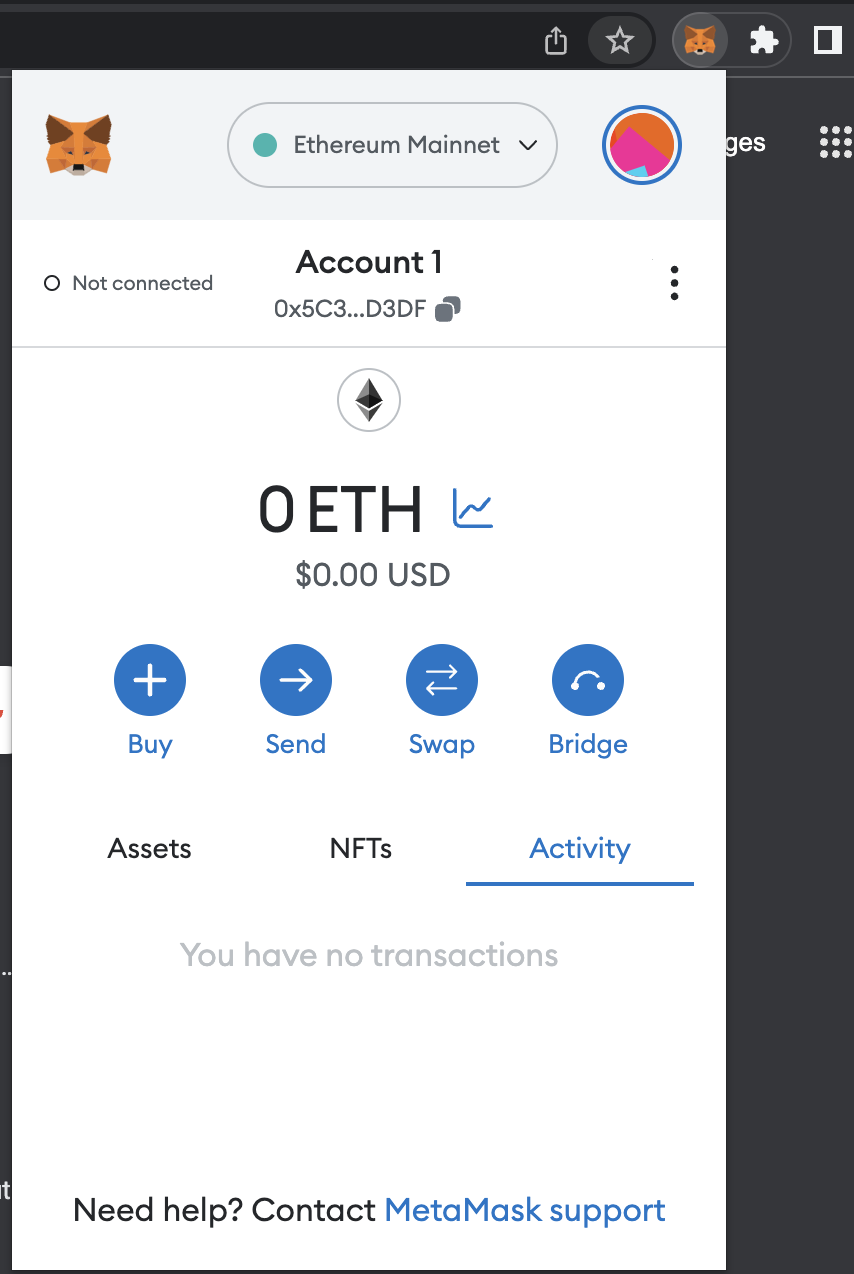 Ethereum Mainnet
ges
Not connected
Account 1
0x5C3...D3DF
0 ETH
$0.00 USD
Buy
Send
Swap
Bridge
Assets
NFTs
Activity
You have no transactions
Need help? Contact MetaMask support